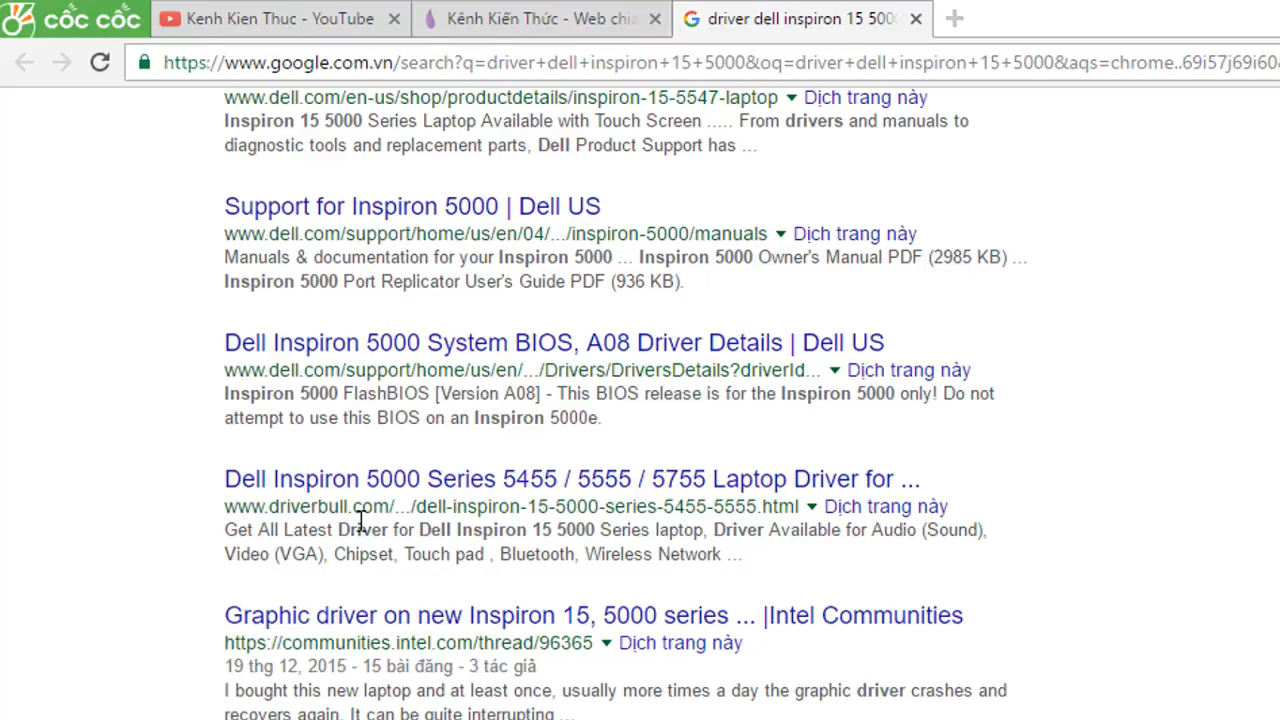 cốc cốc
Kenh Kien Thuc - YouTube
Kênh Kiến Thức - Web chia
driver dell inspiron 15 500
https://www.google.com.vn/search?q=driver+dell+inspiron+15+5000&oq=driver+dell+inspiron+15+5000&aqs=chrome..69i57j69i60
www.dell.com/en-us/shop/productdetails/inspiron-15-5547-laptop Dịch trang này
Inspiron 15 5000 Series Laptop Available with Touch Screen ..... From drivers and manuals to
diagnostic tools and replacement parts, Dell Product Support has ...
Support for Inspiron 5000 | Dell US
www.dell.com/support/home/us/en/04/.../inspiron-5000/manuals Dịch trang này
Manuals & documentation for your Inspiron 5000 ... Inspiron 5000 Owner's Manual PDF (2985 KB) ...
Inspiron 5000 Port Replicator User's Guide PDF (936 KB).
Dell Inspiron 5000 System BIOS, A08 Driver Details | Dell US
www.dell.com/support/home/us/en/.../Drivers/DriversDetails?driverId... Dịch trang này
Inspiron 5000 FlashBIOS [Version A08] - This BIOS release is for the Inspiron 5000 only! Do not
attempt to use this BIOS on an Inspiron 5000e.
Dell Inspiron 5000 Series 5455 / 5555 / 5755 Laptop Driver for ...
www.driverbull.com/.../dell-inspiron-15-5000-series-5455-5555.html Dịch trang này
Get All Latest Driver for Dell Inspiron 15 5000 Series laptop, Driver Available for Audio (Sound),
Video (VGA), Chipset, Touch pad , Bluetooth, Wireless Network ...
Graphic driver on new Inspiron 15, 5000 series ... |Intel Communities
https://communities.intel.com/thread/96365 Dịch trang này
19 thg 12, 2015 - 15 bài đăng - 3 tác giả
I bought this new laptop and at least once, usually more times a day the graphic driver crashes and
recovers again. It can be quite interrupting ...